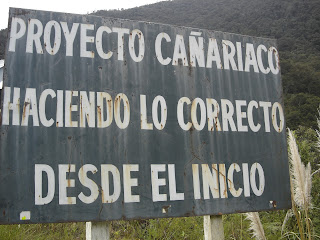 PROYECTO CAÑARIACO
HACIENDO LO CORRECTO
DESDE EL INICIO